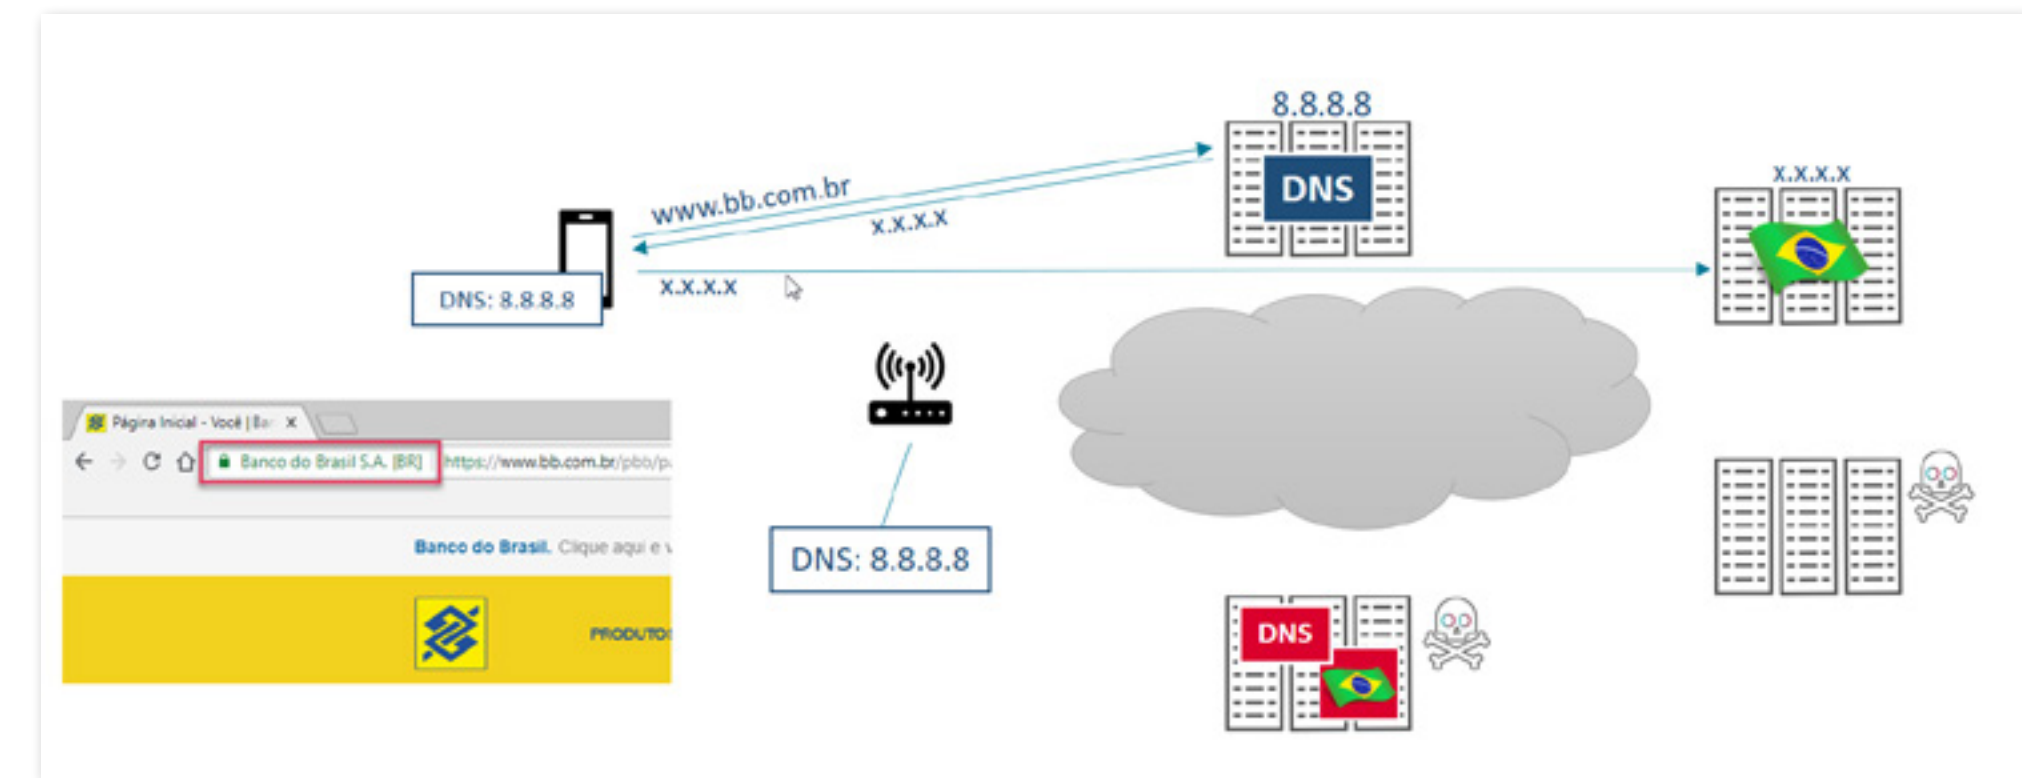 8.8.8.8
DNS
x.x.x.x
www.bb.com.br
x.x.x.x
x.x.x.x
DNS: 8.8.8.8
Página Inicial - Você | Ba
Banco do Brasil S.A. [BR]
https://www.bb.com.br/pbb/p
Banco do Brasil. Clique aqui e v
PRODUTO
DNS: 8.8.8.8
DNS